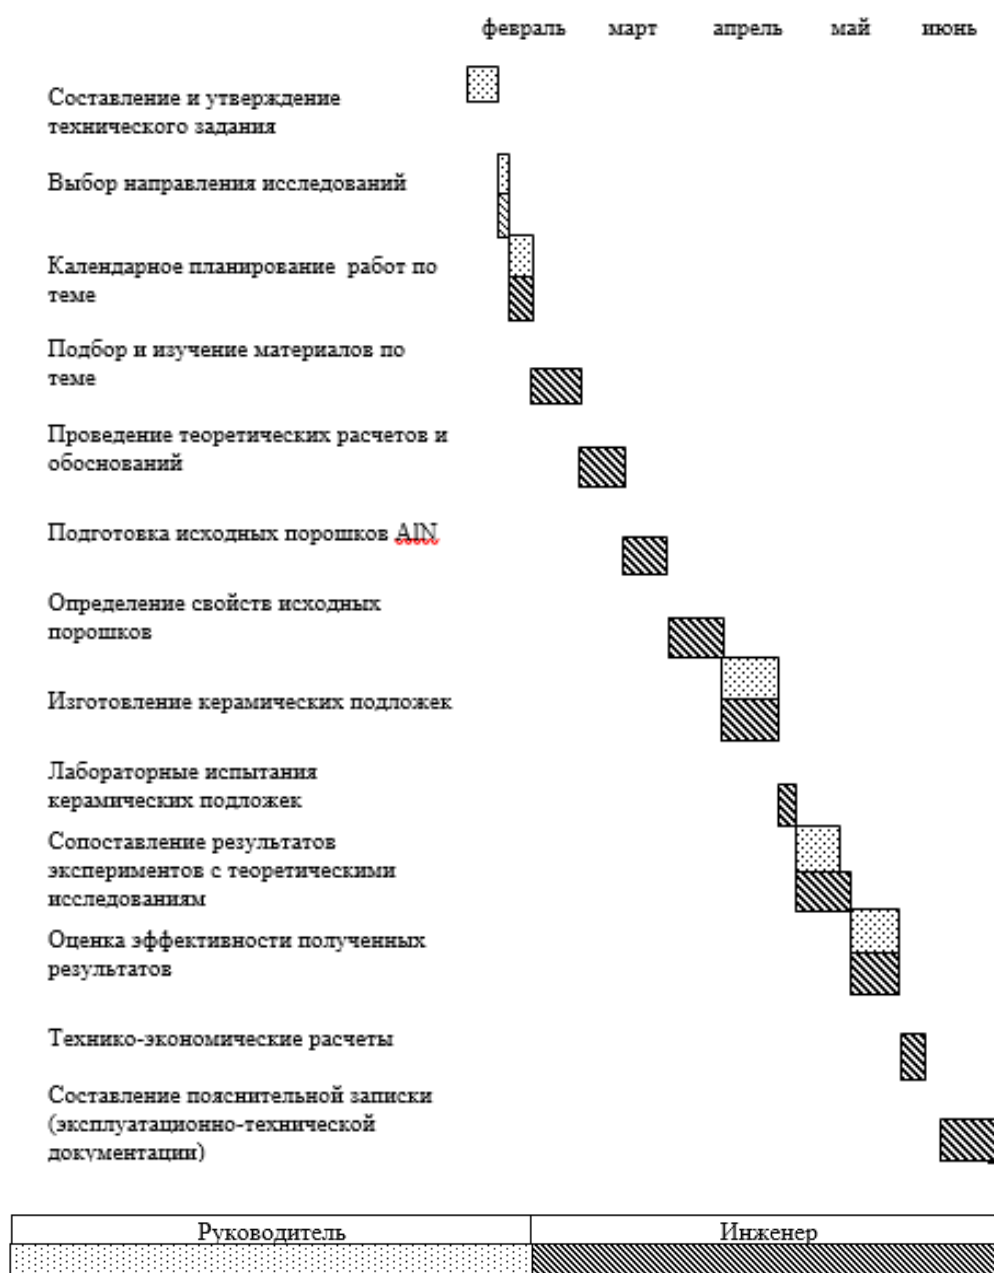 февраль март апрель май июнь
Составление и утверждение
технического задания
Выбор направления исследований
Календарное планирование работ по
теме
Подбор и изучение материалов по
теме
Проведение теоретических расчетов и
обоснований
Подготовка исходных порошков AlN
Определение свойств исходных
порошков
Изготовление керамических подложек
Лабораторные испытания
керамических подложек
Сопоставление результатов
экспериментов с теоретическими
исследованиям
Оценка эффективности полученных
результатов
Технико-экономические расчеты
Составление пояснительной записки
(эксплуатационно-технической
документации)
Руководитель Инженер